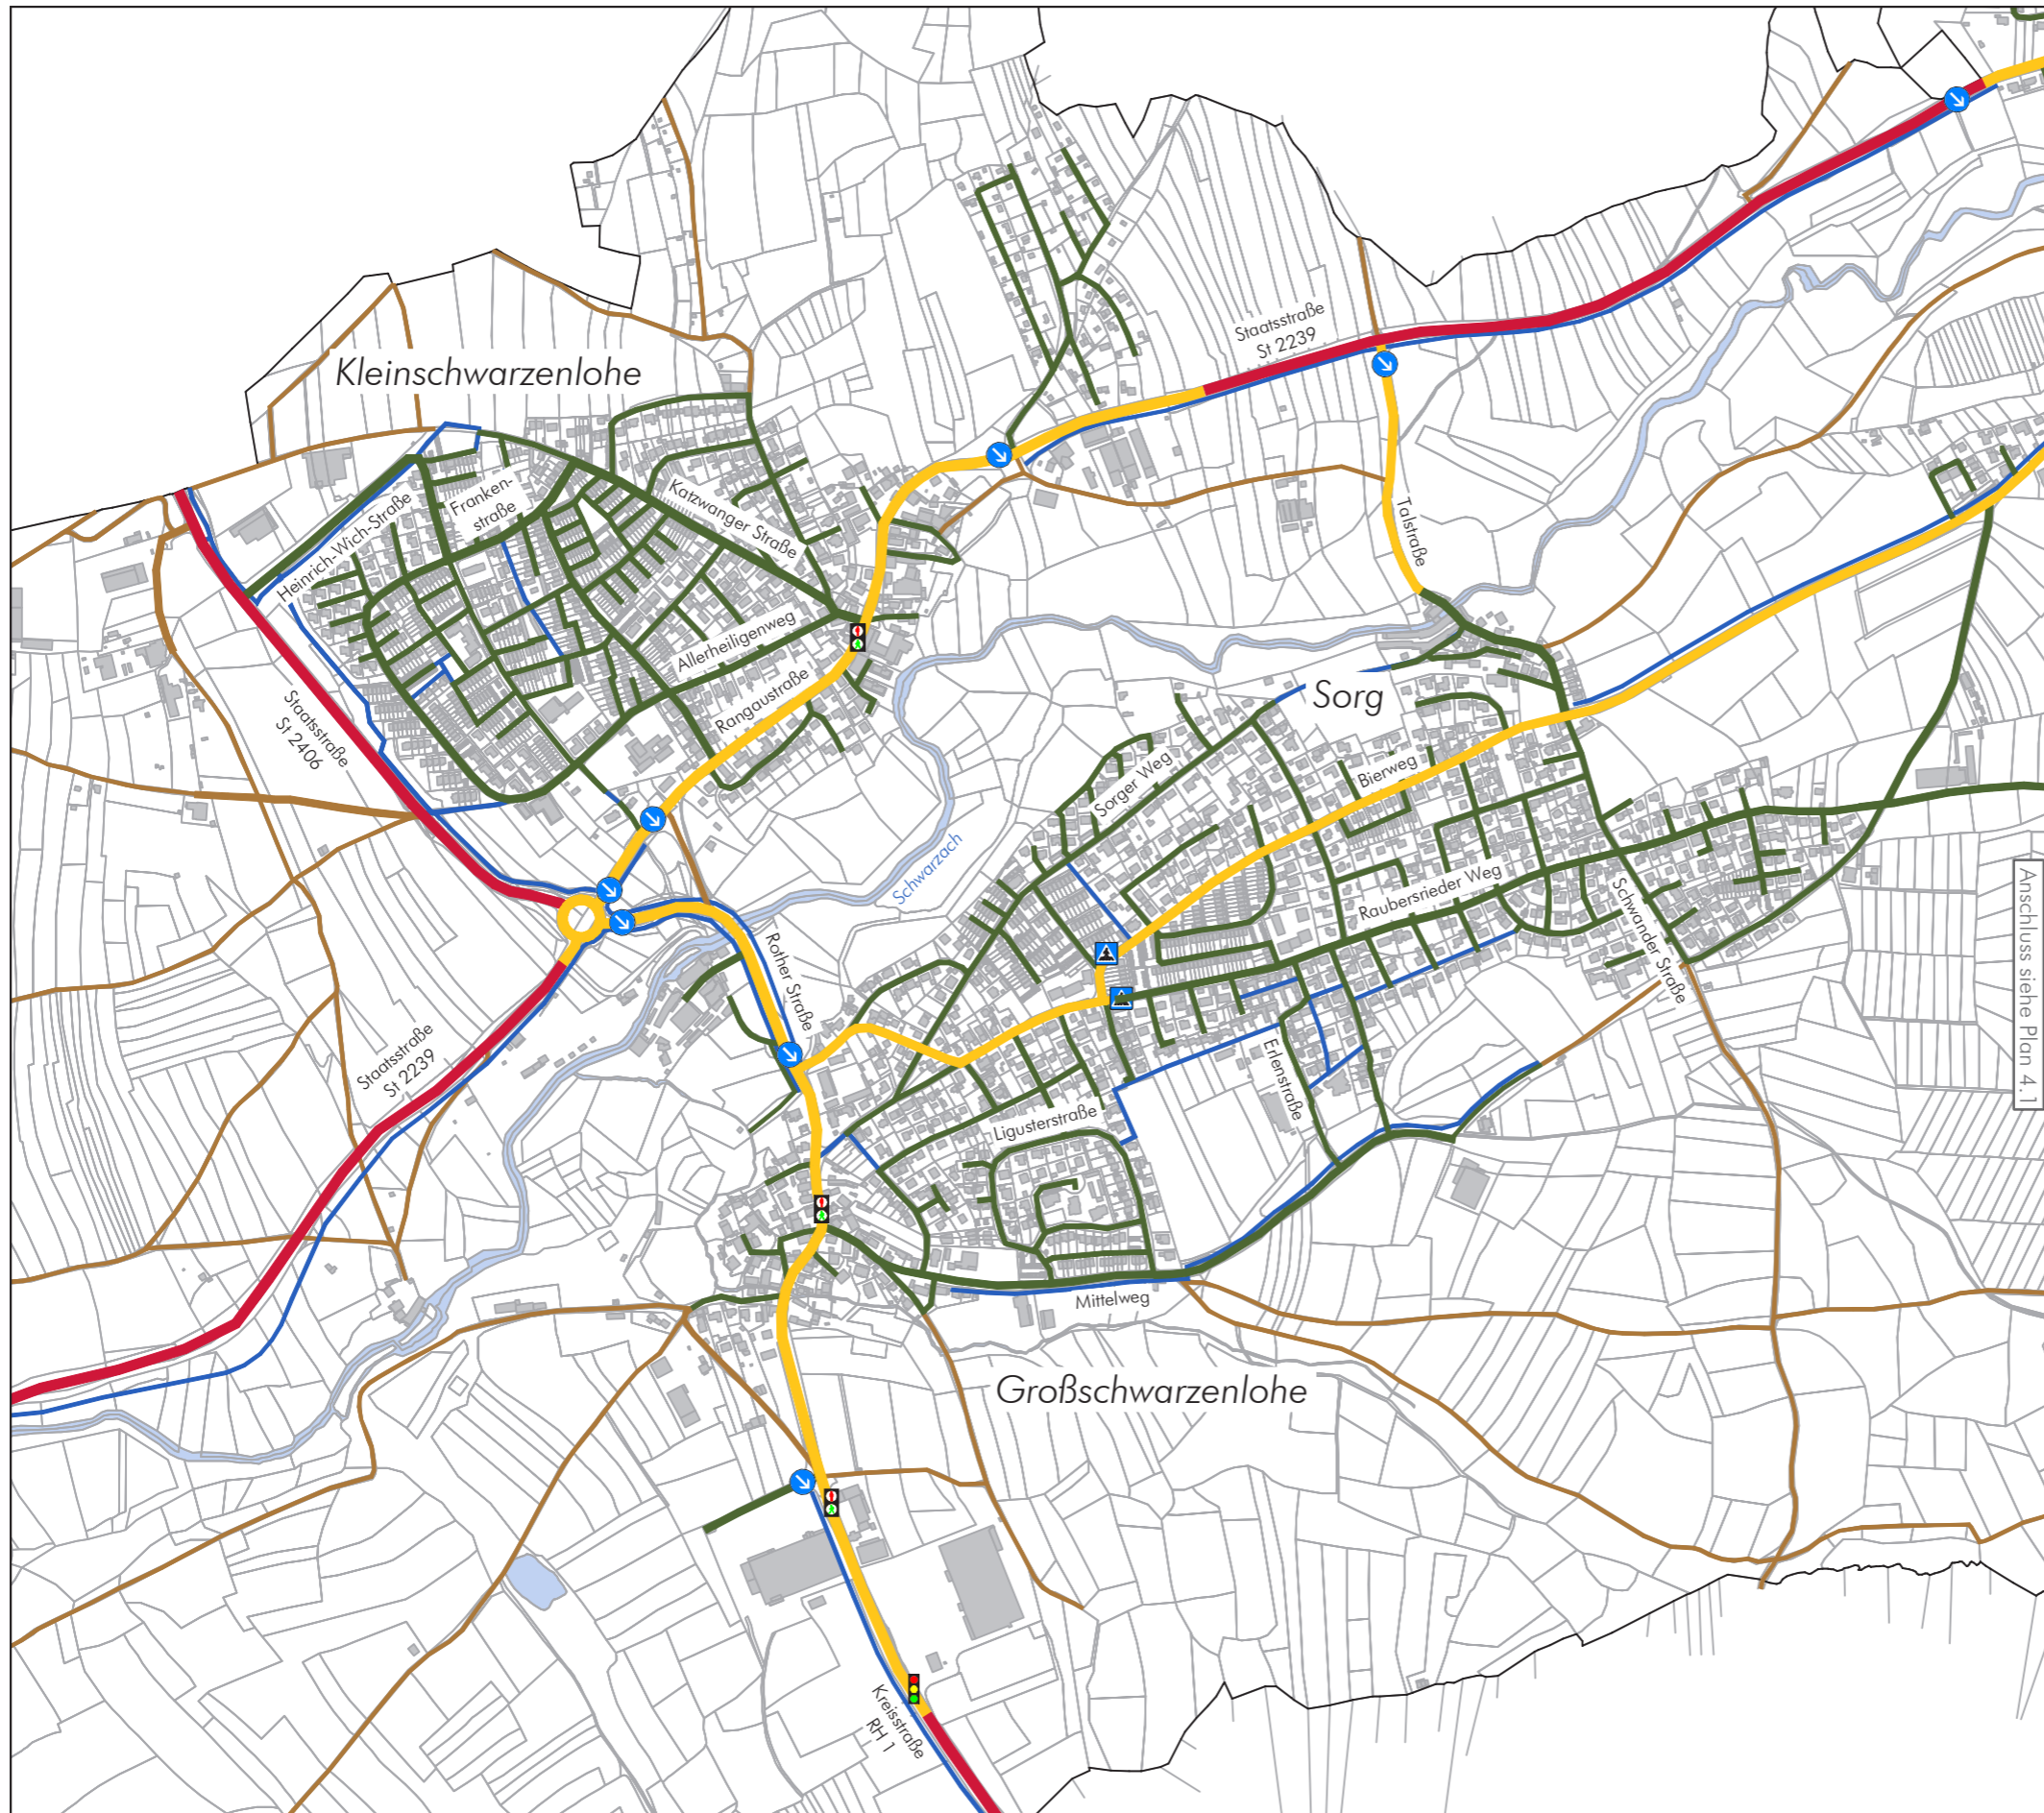 Staatsstraße
St 2239
Kleinschwarzenlohe
Franken-
straße
Katzwanger Straße
Heinrich-Wich-Straße
Talstraße
Allerheiligenweg
Rangaustraße
Sorg
Staatsstraße
St 2406
Sorger Weg
Bierweg
Schwarzach
Raubersrieder Weg
Schwander Straße
Anschluss siehe Plan 4.1
Rother Straße
Staatsstraße
St 2239
Erlenstraße
Ligusterstraße
Mittelweg
Großschwarzenlohe
Kreisstraße
RH 1